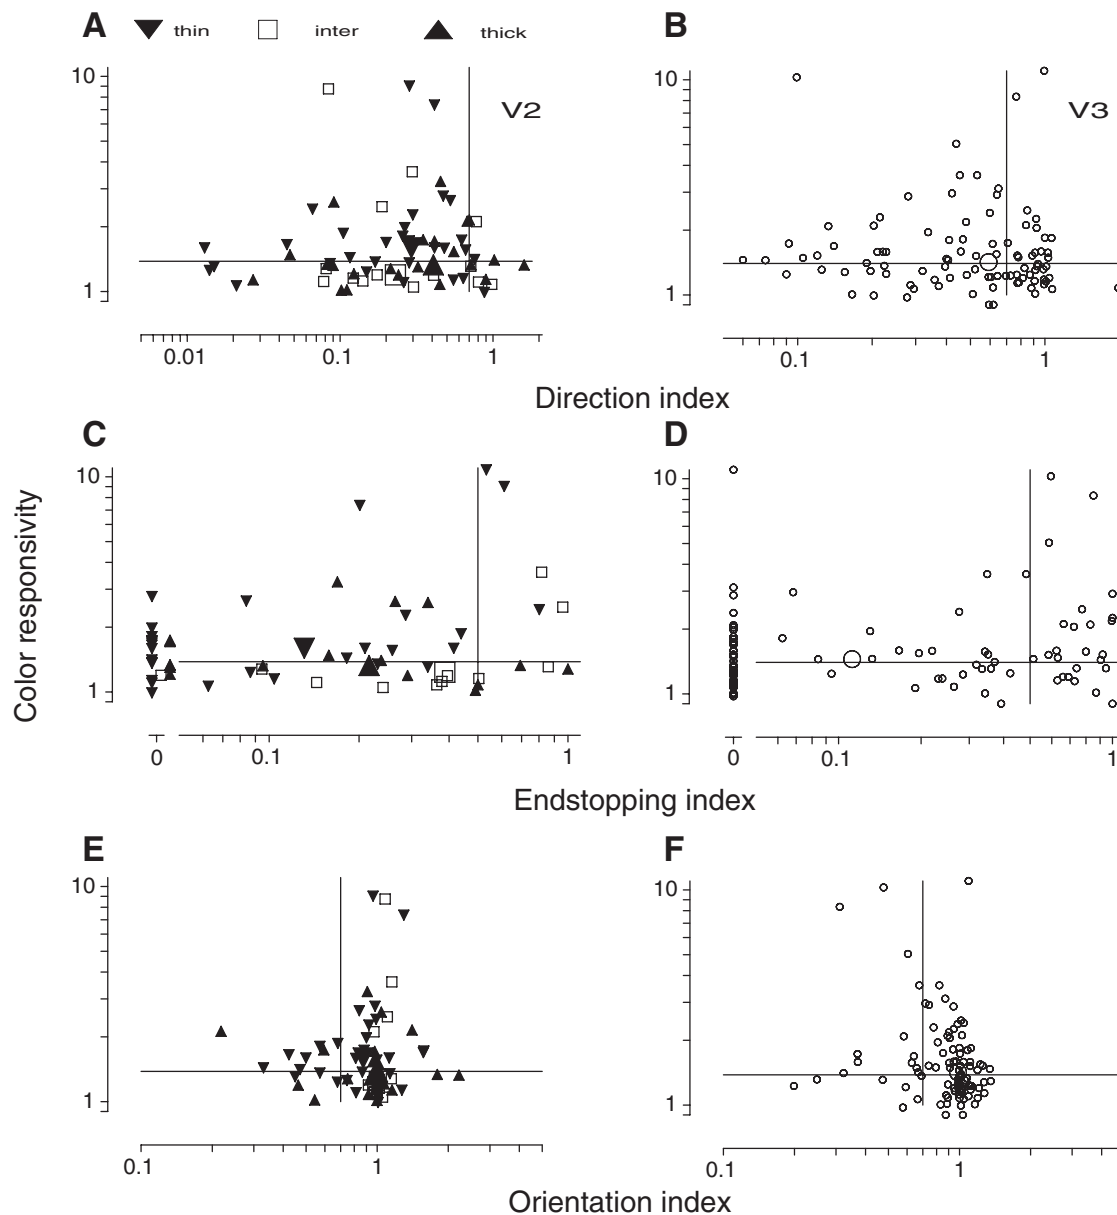 A thin inter thick B
10 V2 10 V3
1 1
0.01 0.1 1 0.1 1
Direction index
C D
10 10
Color responsivity
1 1
0 0.1 1 0 0.1 1
Endstopping index
E F
10 10
1 1
0.1 1 0.1 1
Orientation index